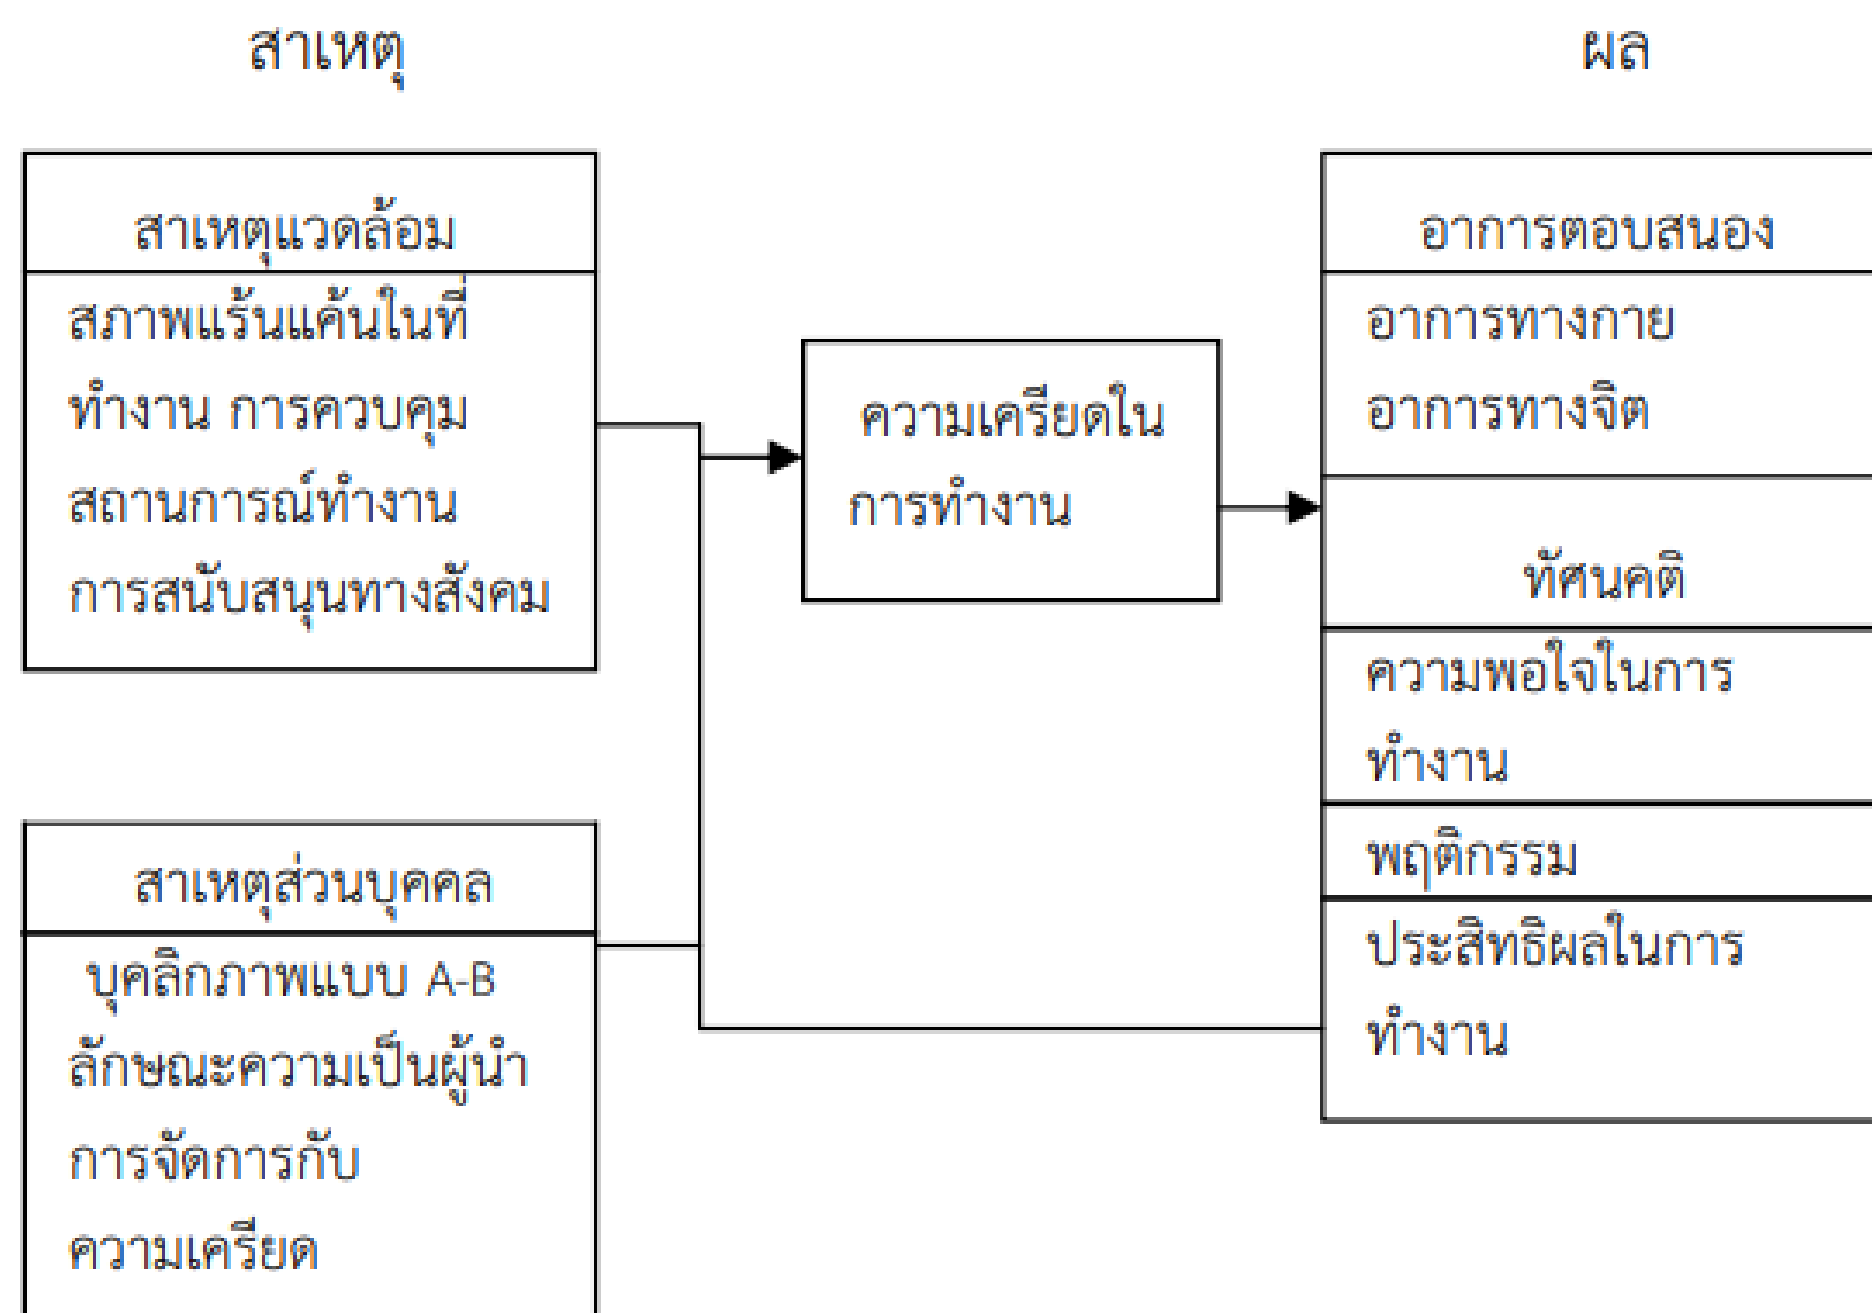 สาเหตุ
ผล
สาเหตุแวดล้อม
สภาพแร้นแค้นในที่
ทำงาน การควบคุม
สถานการณ์ทำงาน
การสนับสนุนทางสังคม
สาเหตุส่วนบุคคล
บุคลิกภาพแบบ A-B
ลักษณะความเป็นผู้นำ
การจัดการกับ
ความเครียด
ความเครียดใน
การทำงาน
อาการตอบสนอง
อาการทางกาย
อาการทางจิต
ทัศนคติ
ความพอใจในการ
ทำงาน
พฤติกรรม
ประสิทธิผลในการ
ทำงาน